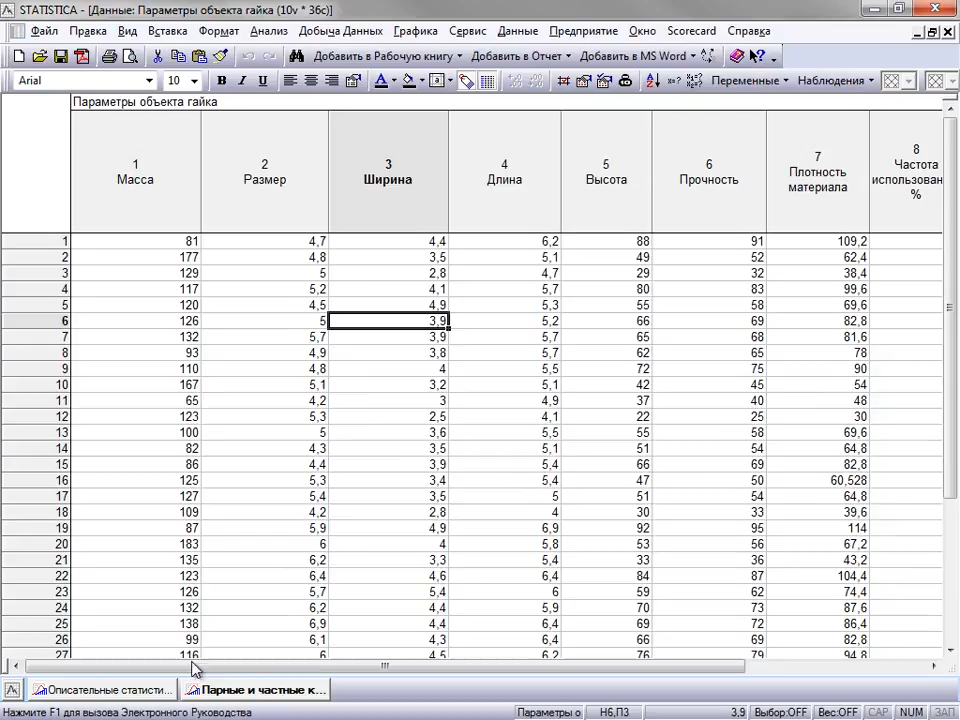 STATISTICA - [Данные: Параметры объекта гайка (10v * 36c)]
Файл Правка Вид Вставка Формат Анализ Добыча Данных Графика Сервис Данные Предприятие Окно Scorecard Справка
Добавить в Рабочую книгу Добавить в Отчет Добавить в MS Word
Arial 10 B I U Переменные Наблюдения
Параметры объекта гайка
1 Масса 2 Размер 3 Ширина 4 Длина 5 Высота 6 Прочность 7 Плотность материала 8 Частота использован %
1 81 4,7 4,4 6,2 88 91 109,2
2 177 4,8 3,5 5,1 49 52 62,4
3 129 5 2,8 4,7 29 32 38,4
4 117 5,2 4,1 5,7 80 83 99,6
5 120 4,5 4,9 5,3 55 58 69,6
6 126 5 3,9 5,2 66 69 82,8
7 132 5,7 3,9 5,7 65 68 81,6
8 93 4,9 3,8 5,7 62 65 78
9 110 4,8 4 5,5 72 75 90
10 167 5,1 3,2 5,1 42 45 54
11 65 4,2 3 4,9 37 40 48
12 123 5,3 2,5 4,1 22 25 30
13 100 5 3,6 5,5 55 58 69,6
14 82 4,3 3,5 5,1 51 54 64,8
15 86 4,4 3,9 5,4 66 69 82,8
16 125 5,3 3,4 5,4 47 50 60,528
17 127 5,4 3,5 5 51 54 64,8
18 109 4,2 2,8 4 30 33 39,6
19 87 5,9 4,9 6,9 92 95 114
20 183 6 4 5,8 53 56 67,2
21 135 6,2 3,3 5,4 33 36 43,2
22 123 6,4 4,6 6,4 84 87 104,4
23 126 5,7 5,4 6 59 62 74,4
24 132 6,2 4,4 5,9 70 73 87,6
25 138 6,9 4,4 6,4 69 72 86,4
26 99 6,1 4,3 6,4 66 69 82,8
27 116 6 4,5 6,2 76 79 94,8
Описательные статисти... Парные и частные к...
Нажмите F1 для вызова Электронного Руководства Параметры о Н6,П3 3,9 Выбор:OFF Вес:OFF CAP NUM ЗАП